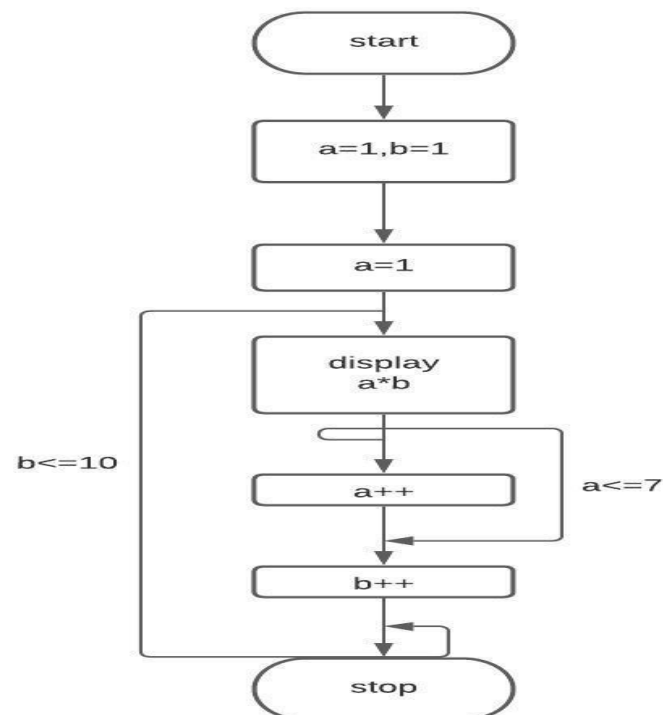 start
a=1,b=1
a=1
display
a*b
b<=10
a<=7
a++
b++
stop